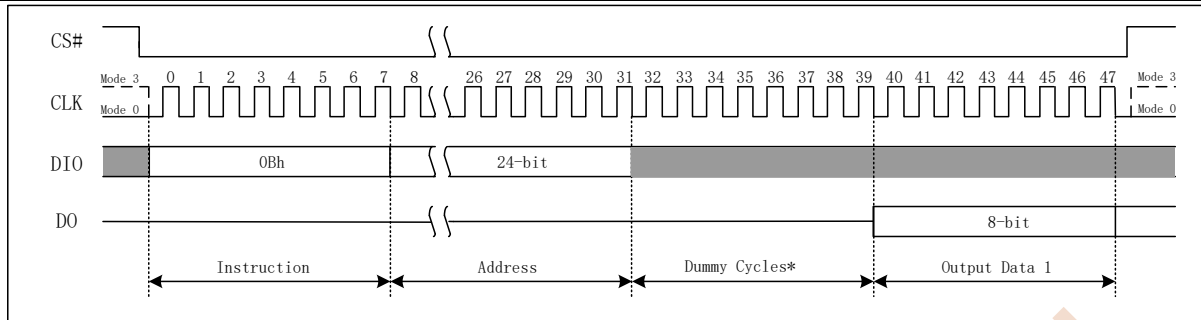 CS#
Mode 3 0 1 2 3 4 5 6 7 8 26 27 28 29 30 31 32 33 34 35 36 37 38 39 40 41 42 43 44 45 46 47 Mode 3
CLK
Mode 0 Mode 0
DIO 0Bh 24-bit
DO 8-bit
Instruction Address Dummy Cycles* Output Data 1